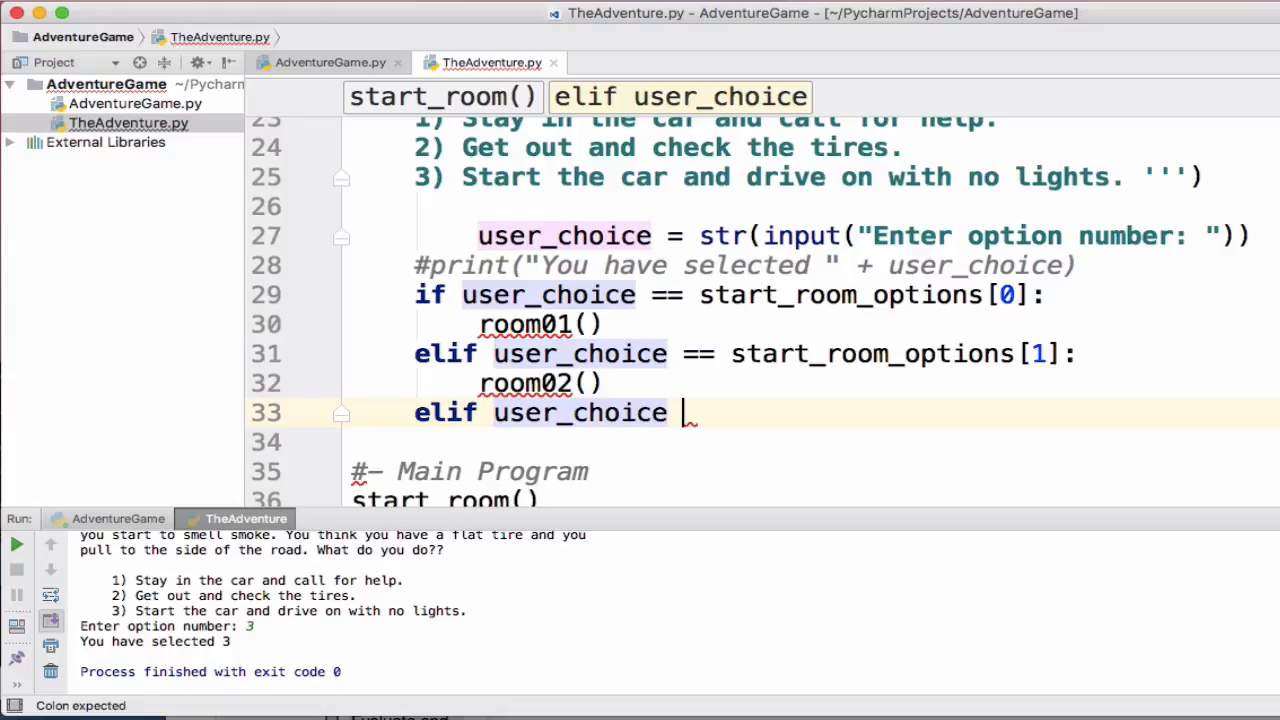 TheAdventure.py - AdventureGame - [~/PycharmProjects/AdventureGame]
AdventureGame TheAdventure.py
Project AdventureGame.py TheAdventure.py
start_room() elif user_choice
AdventureGame ~/Pycharm
AdventureGame.py
TheAdventure.py
External Libraries
23 1) Stay in the car and call for help.
24 2) Get out and check the tires.
25 3) Start the car and drive on with no lights. ''')
26
27 user_choice = str(input("Enter option number: "))
28 #print("You have selected " + user_choice)
29 if user_choice == start_room_options[0]:
30 room01()
31 elif user_choice == start_room_options[1]:
32 room02()
33 elif user_choice
34
35 #- Main Program
36 start_room()
Run: AdventureGame TheAdventure
you start to smell smoke. You think you have a flat tire and you
pull to the side of the road. What do you do??
1) Stay in the car and call for help.
2) Get out and check the tires.
3) Start the car and drive on with no lights.
Enter option number: 3
You have selected 3
Process finished with exit code 0
Colon expected